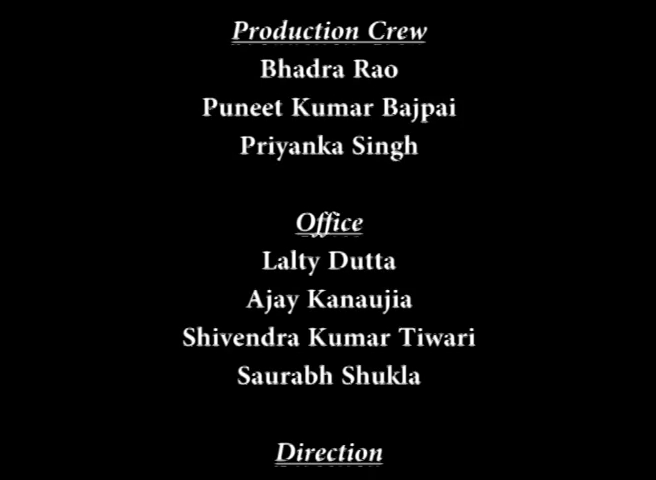 Production Crew
Bhadra Rao
Puneet Kumar Bajpai
Priyanka Singh
Office
Lalty Dutta
Ajay Kanaujia
Shivendra Kumar Tiwari
Saurabh Shukla
Direction